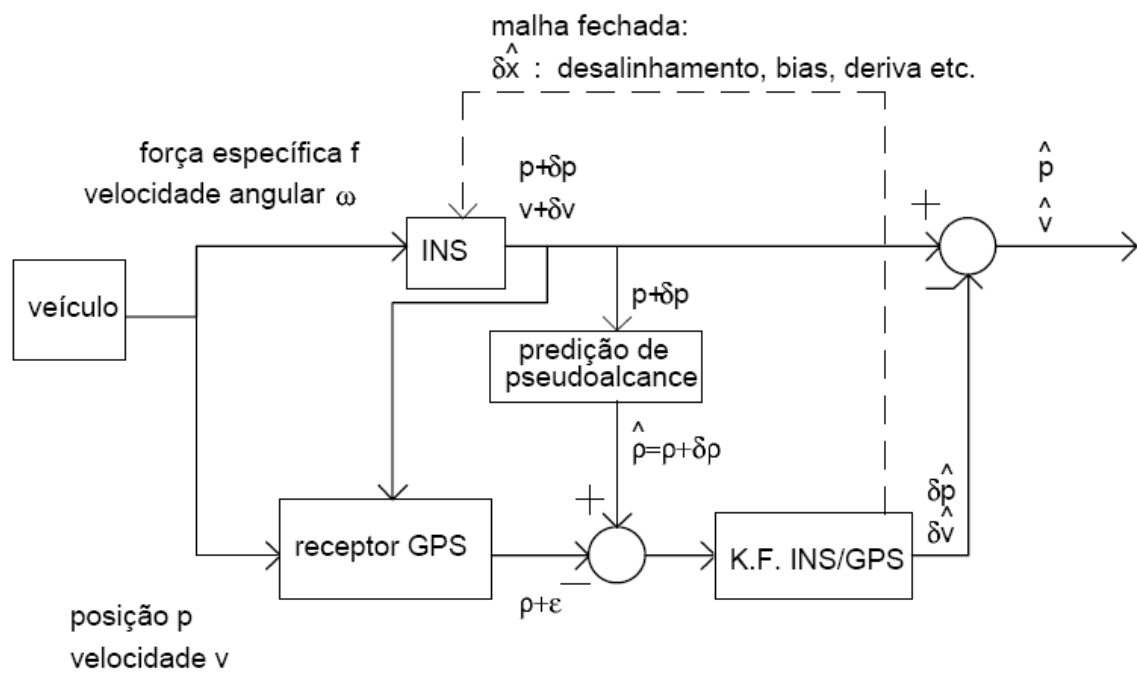 malha fechada:
δx̂ : desalinhamento, bias, deriva etc.
força específica f
velocidade angular ω
p+δp
v+δv
p̂
v̂
+
INS
veículo
p+δp
predição de
pseudoalcance
ρ̂=ρ+δρ
+
δp̂
δv̂
receptor GPS
K.F. INS/GPS
ρ+ε
posição p
velocidade v